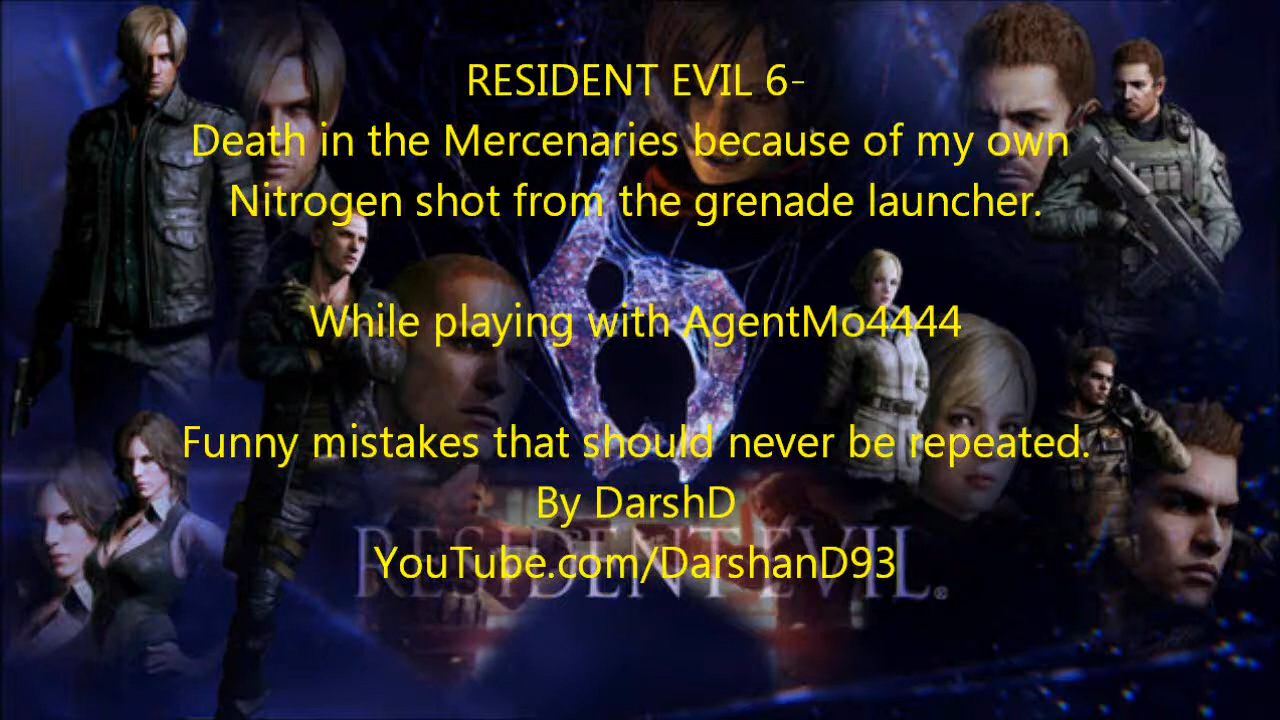 RESIDENT EVIL 6-
Death in the Mercenaries because of my own
Nitrogen shot from the grenade launcher.
While playing with AgentMo4444
Funny mistakes that should never be repeated.
By DarshD
YouTube.com/DarshanD93
RESIDENT EVIL®